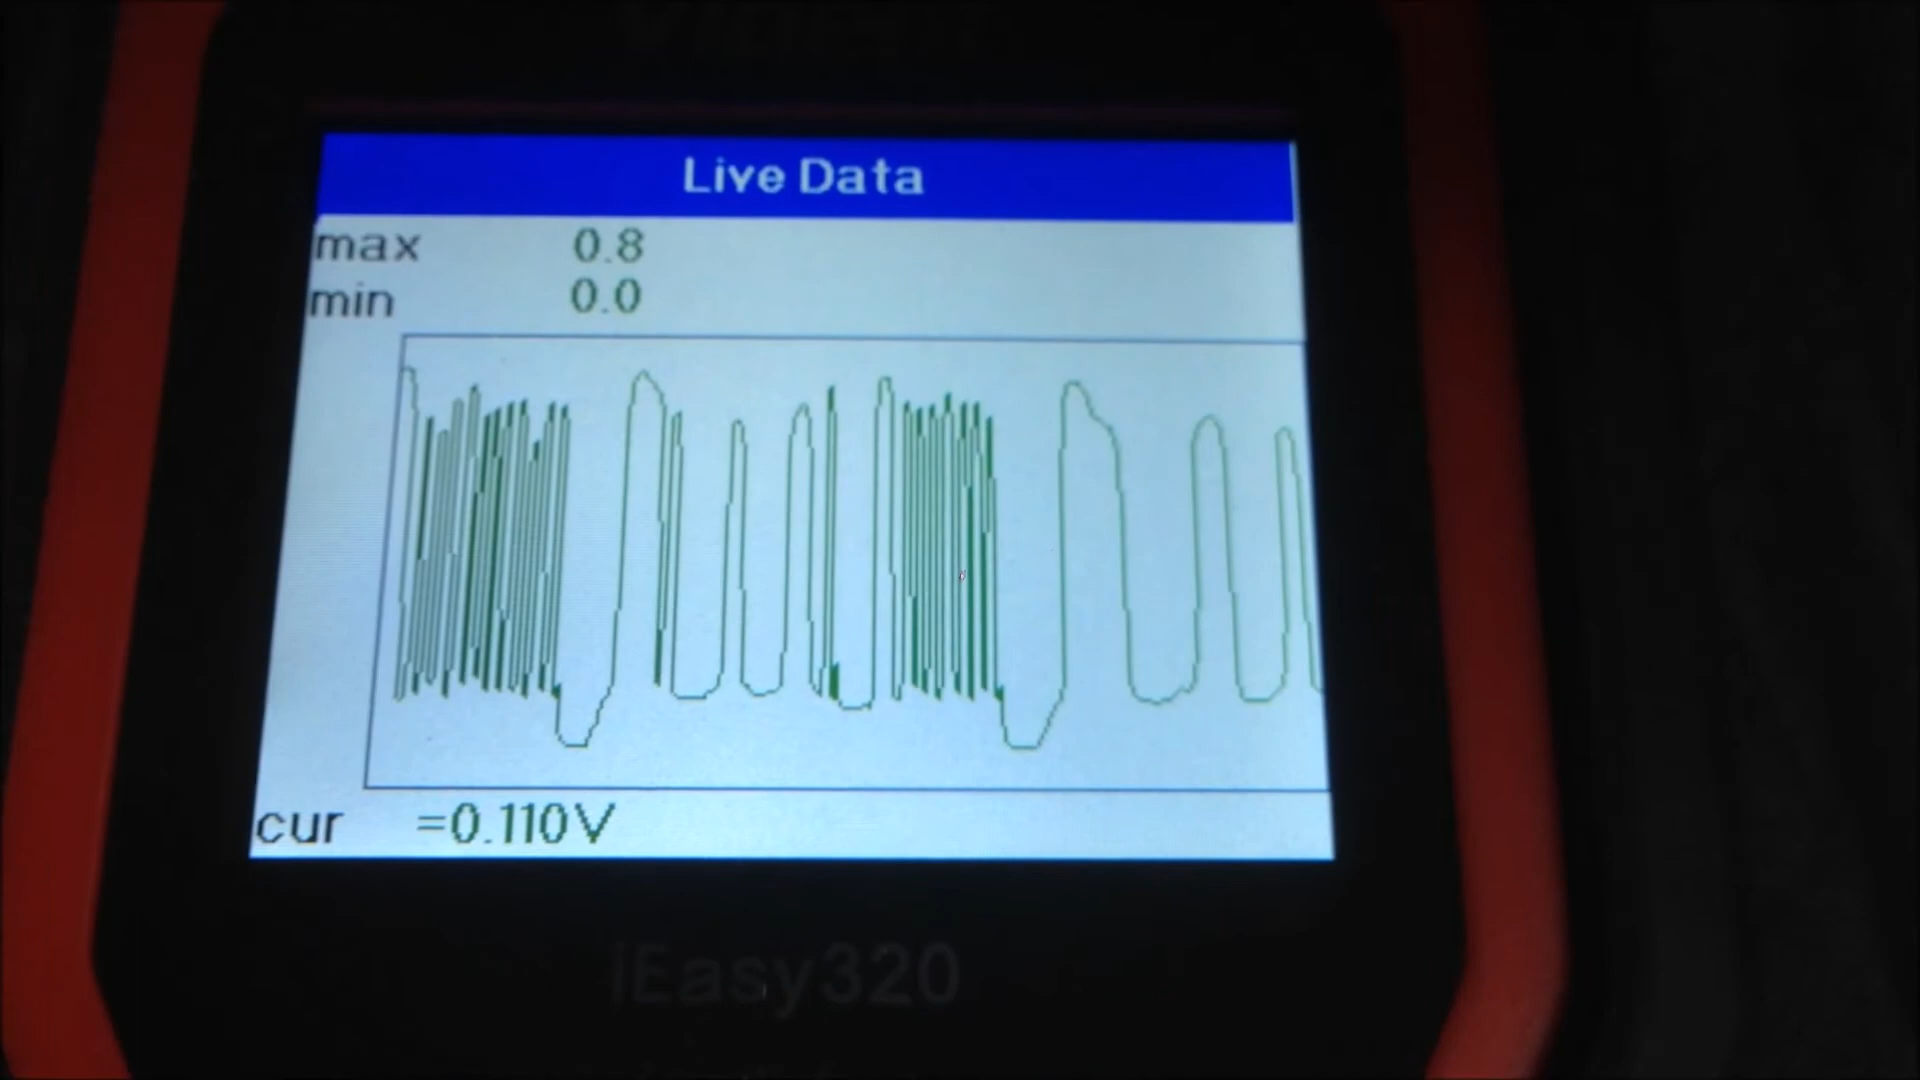 Live Data
max 0.8
min 0.0
cur =0.110V
iEasy320